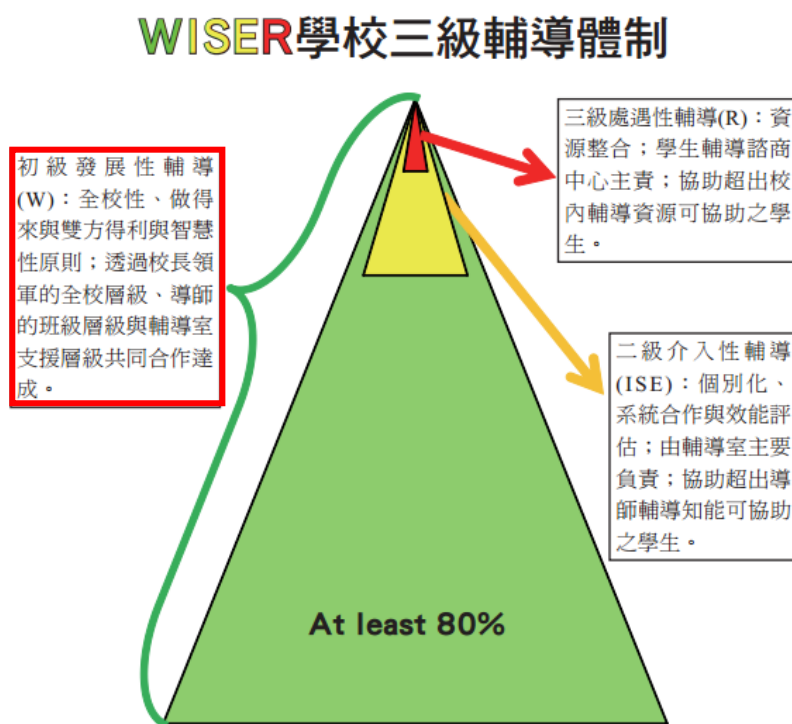 WISER學校三級輔導體制
初級發展性輔導
(W)：全校性、做得
來與雙方得利與智慧
性原則；透過校長領
軍的全校層級、導師
的班級層級與輔導室
支援層級共同合作達
成。
三級處遇性輔導(R)：資
源整合；學生輔導諮商
中心主責；協助超出校
內輔導資源可協助之學
生。
二級介入性輔導
(ISE)：個別化、
系統合作與效能評
估；由輔導室主要
負責；協助超出導
師輔導知能可協助
之學生。
At least 80%